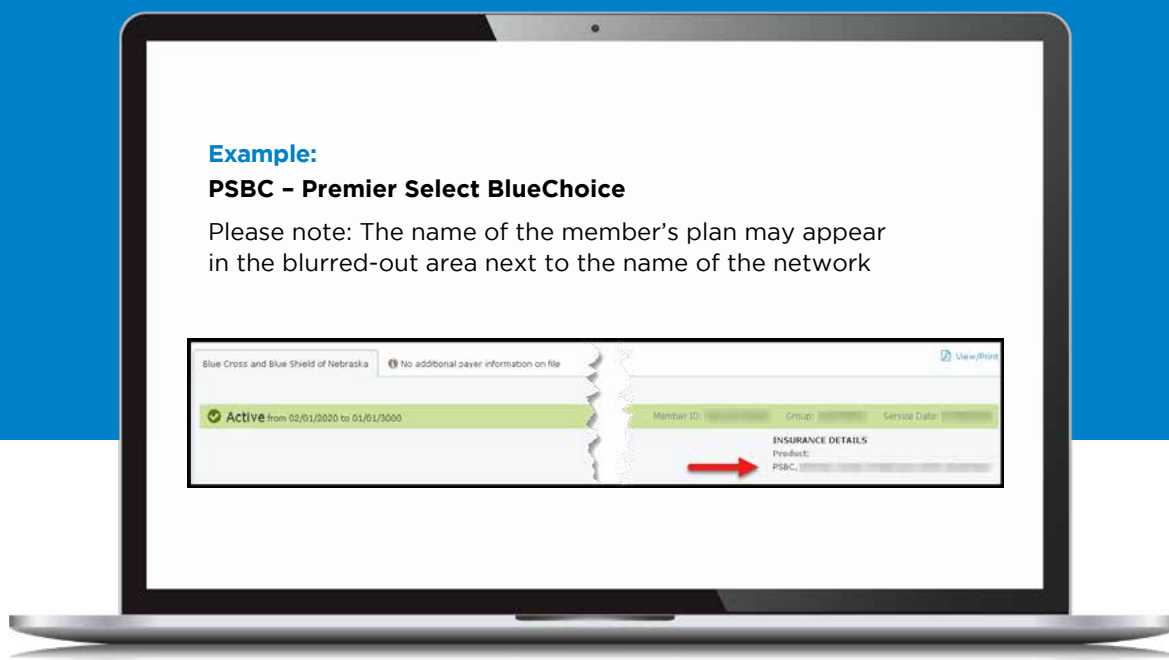 Example:
PSBC – Premier Select BlueChoice
Please note: The name of the member’s plan may appear
in the blurred-out area next to the name of the network
Blue Cross and Blue Shield of Nebraska No additional payer information on file View/Print
Active from 02/01/2020 to 01/01/3000 Member ID: Group: Service Date:
INSURANCE DETAILS
Product:
PSBC,